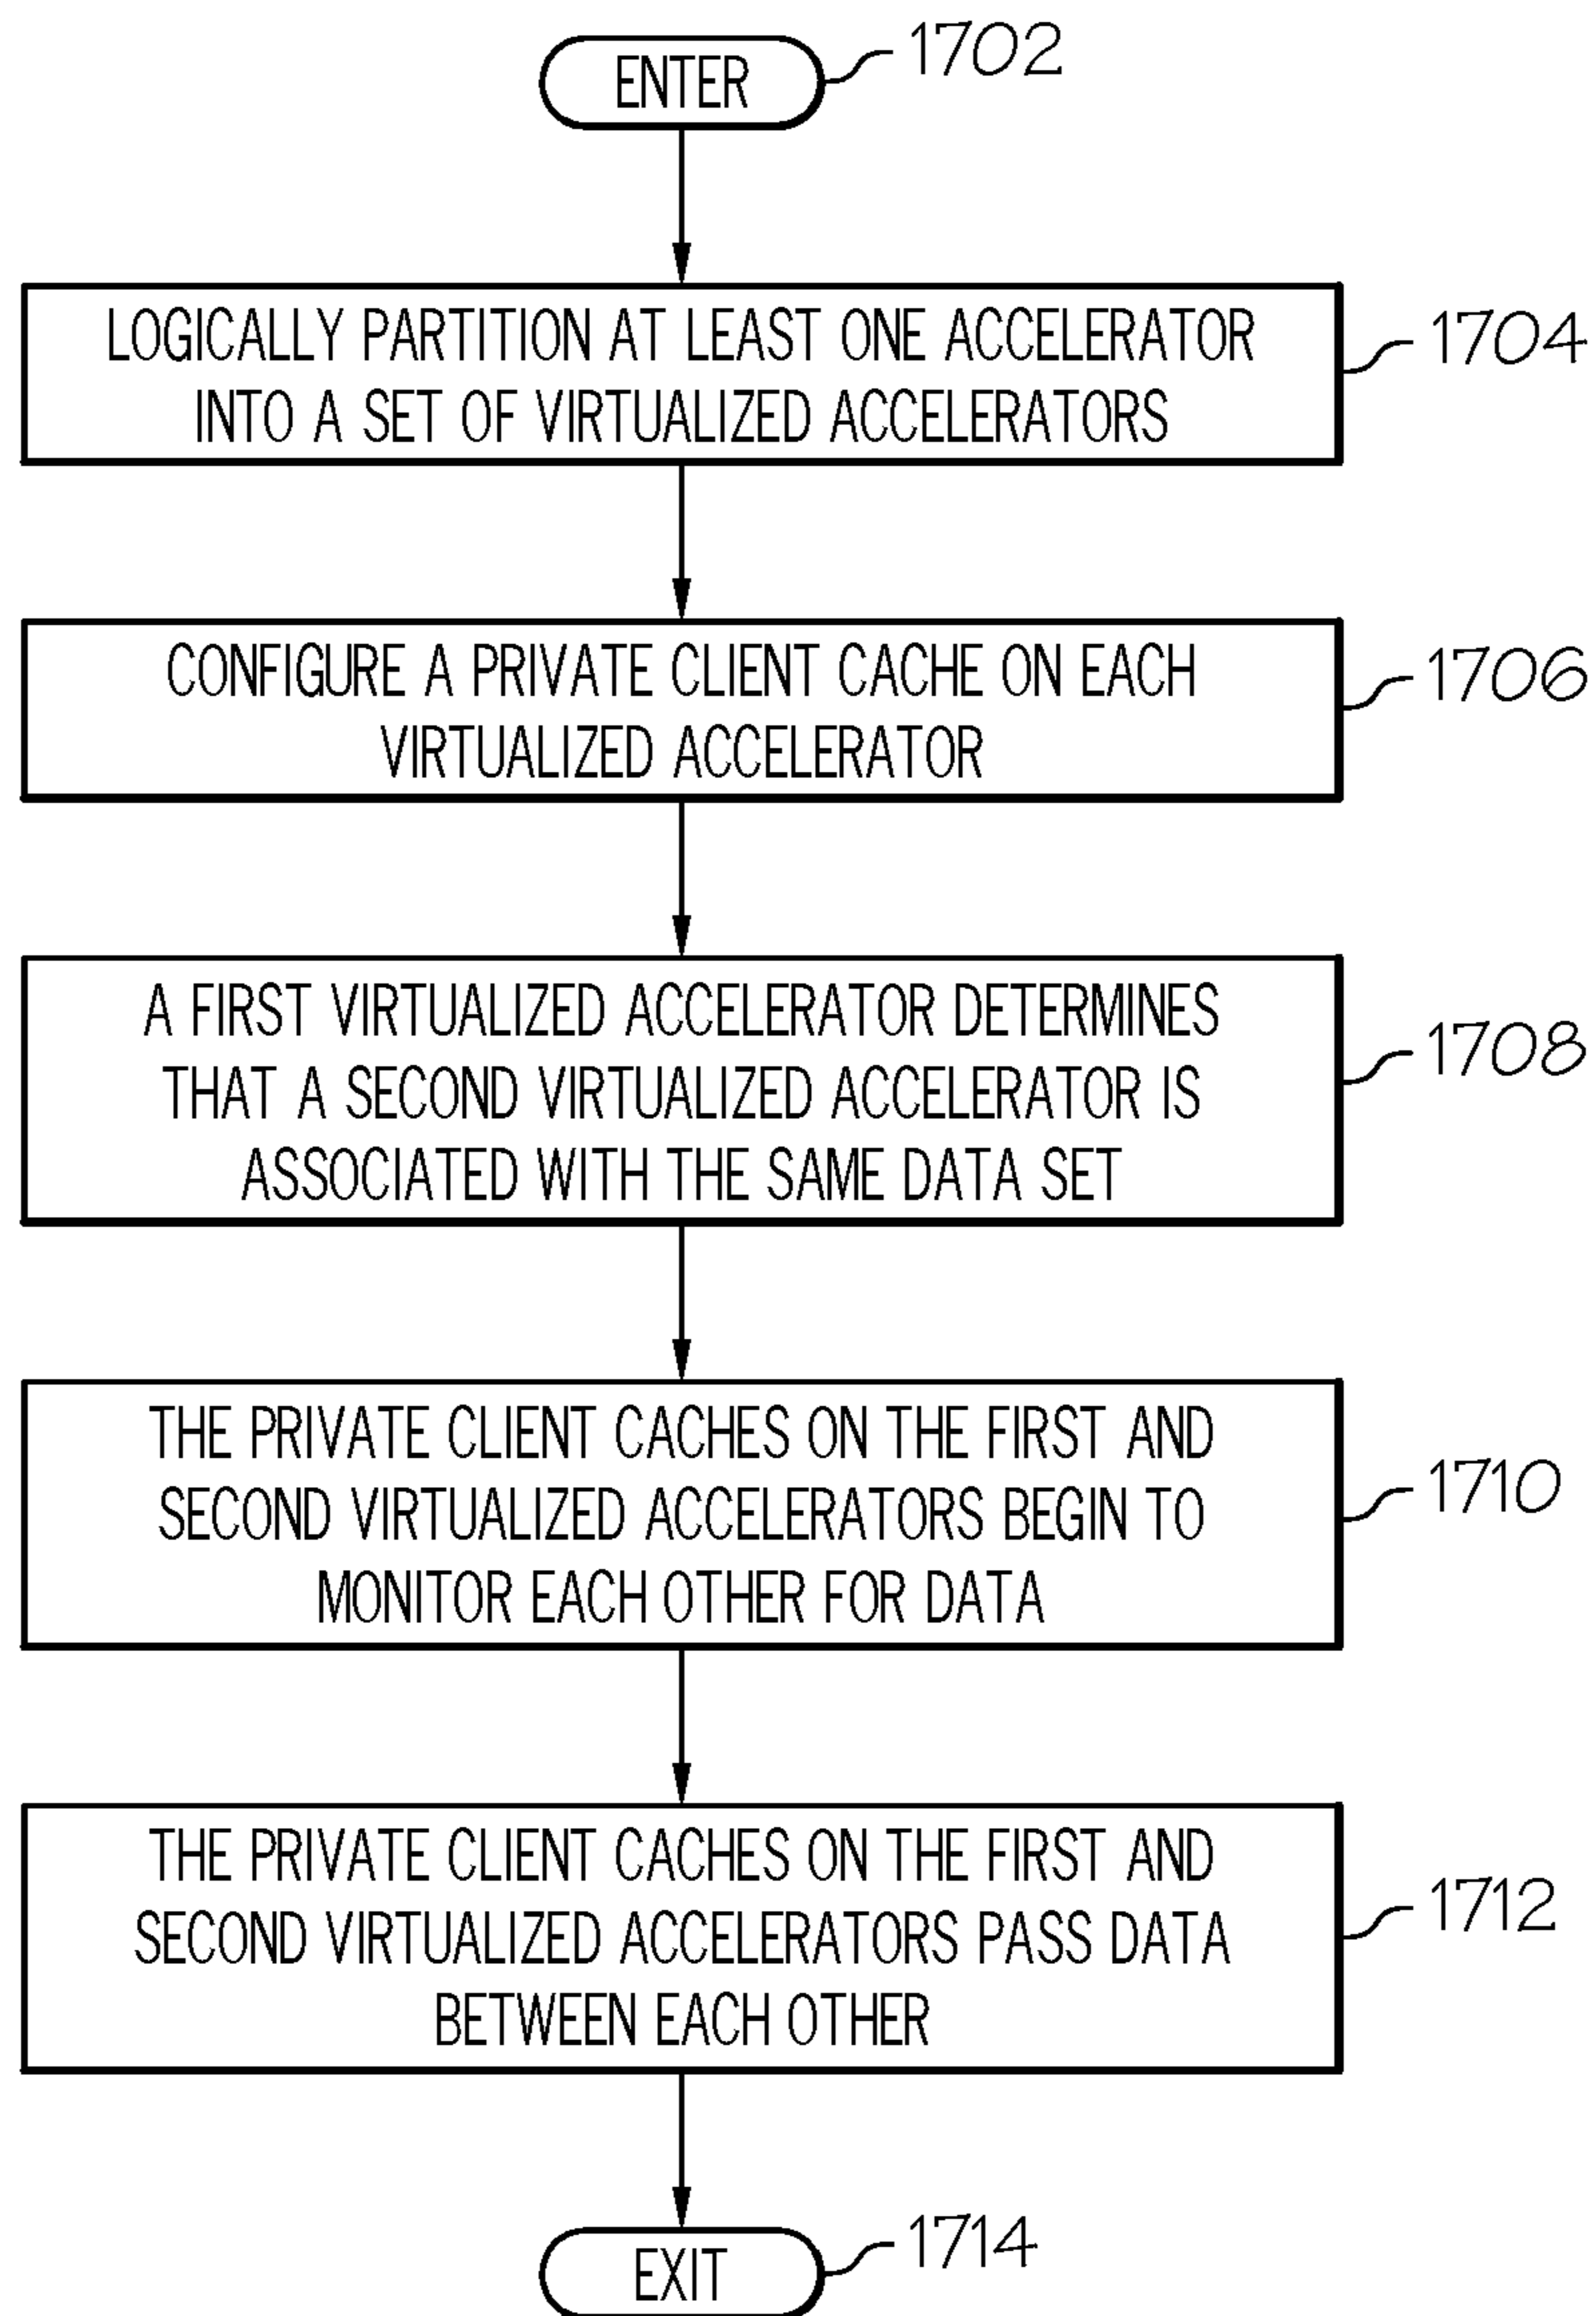 ENTER
1702
LOGICALLY PARTITION AT LEAST ONE ACCELERATOR
INTO A SET OF VIRTUALIZED ACCELERATORS
1704
CONFIGURE A PRIVATE CLIENT CACHE ON EACH
VIRTUALIZED ACCELERATOR
1706
A FIRST VIRTUALIZED ACCELERATOR DETERMINES
THAT A SECOND VIRTUALIZED ACCELERATOR IS
ASSOCIATED WITH THE SAME DATA SET
1708
THE PRIVATE CLIENT CACHES ON THE FIRST AND
SECOND VIRTUALIZED ACCELERATORS BEGIN TO
MONITOR EACH OTHER FOR DATA
1710
THE PRIVATE CLIENT CACHES ON THE FIRST AND
SECOND VIRTUALIZED ACCELERATORS PASS DATA
BETWEEN EACH OTHER
1712
EXIT
1714